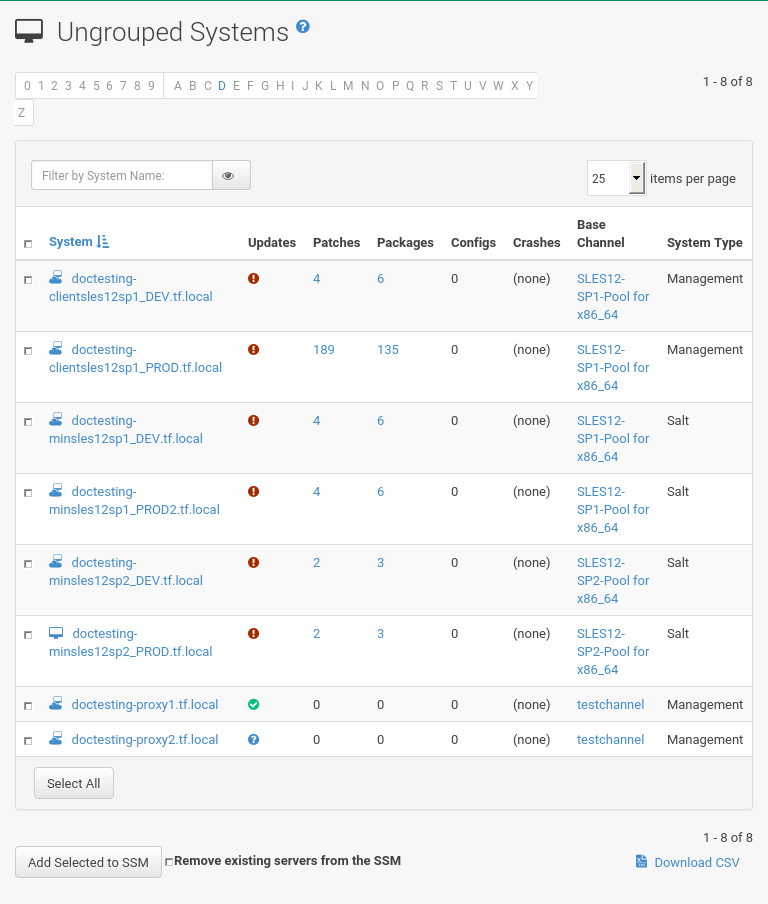 Ungrouped Systems ?
0 1 2 3 4 5 6 7 8 9 A B C D E F G H I J K L M N O P Q R S T U V W X Y
Z
1 - 8 of 8
Filter by System Name:
25 items per page
System Updates Patches Packages Configs Crashes Base Channel System Type
doctesting- ! 4 6 0 (none) SLES12- Management
clientsles12sp1_DEV.tf.local SP1-Pool for
x86_64
doctesting- ! 189 135 0 (none) SLES12- Management
clientsles12sp1_PROD.tf.local SP1-Pool for
x86_64
doctesting- ! 4 6 0 (none) SLES12- Salt
minsles12sp1_DEV.tf.local SP1-Pool for
x86_64
doctesting- ! 4 6 0 (none) SLES12- Salt
minsles12sp1_PROD2.tf.local SP1-Pool for
x86_64
doctesting- ! 2 3 0 (none) SLES12- Salt
minsles12sp2_DEV.tf.local SP2-Pool for
x86_64
doctesting- ! 2 3 0 (none) SLES12- Salt
minsles12sp2_PROD.tf.local SP2-Pool for
x86_64
doctesting-proxy1.tf.local 0 0 0 (none) testchannel Management
doctesting-proxy2.tf.local ? 0 0 0 (none) testchannel Management
Select All
1 - 8 of 8
Add Selected to SSM Remove existing servers from the SSM Download CSV